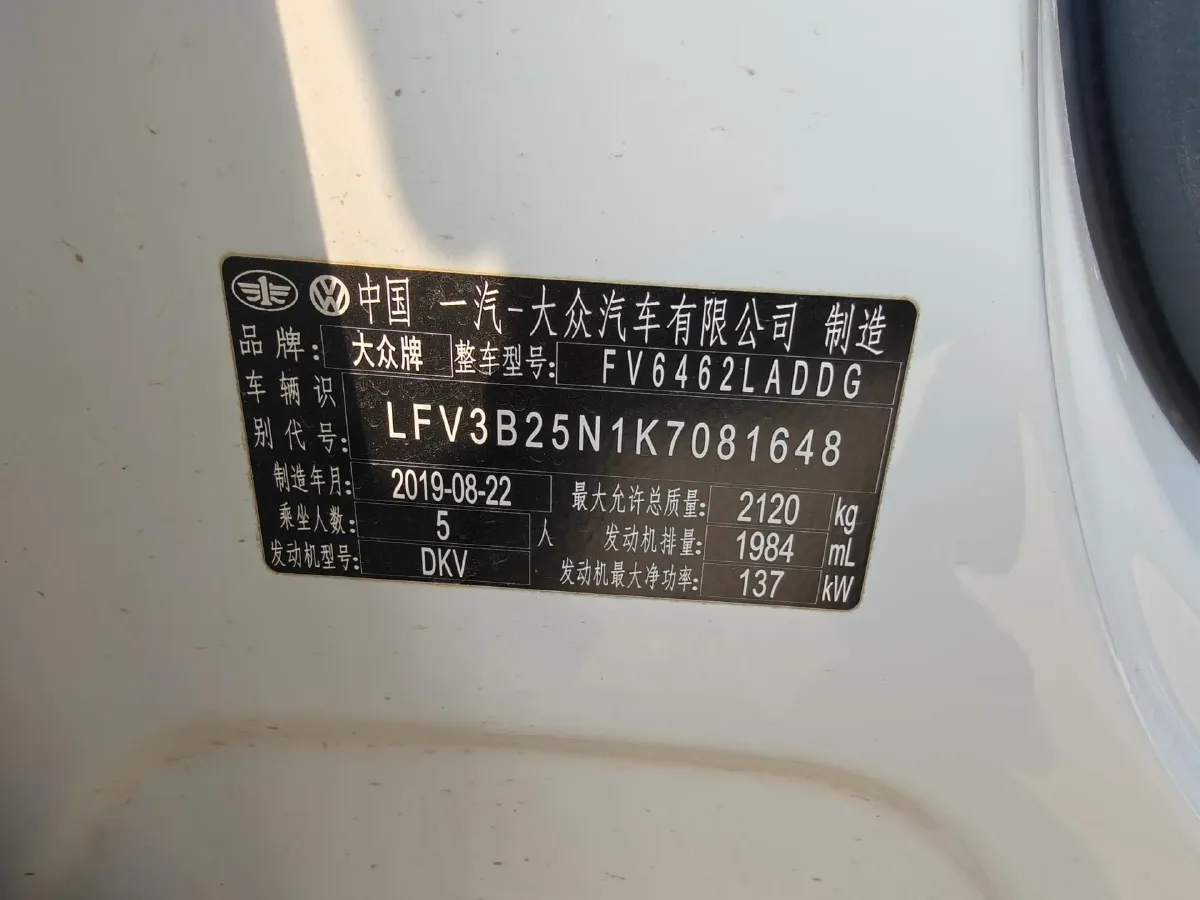 中国 一汽-大众汽车有限公司 制造
品牌: 大众牌 整车型号: FV6462LADDG
车辆识别代号: LFV3B25N1K7081648
制造年月: 2019-08-22 最大允许总质量: 2120 kg
乘坐人数: 5 人 发动机排量: 1984 mL
发动机型号: DKV 发动机最大净功率: 137 kW